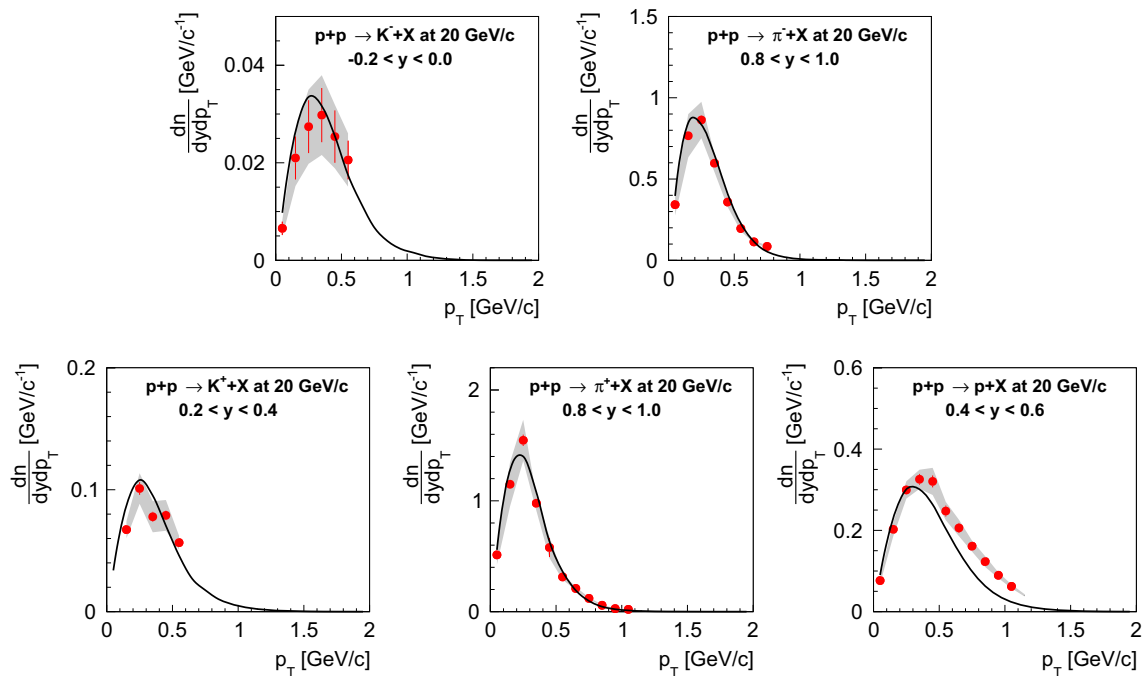 p+p → K⁻+X at 20 GeV/c
-0.2 < y < 0.0
dn/dydp_T [GeV/c⁻¹]
0.04
0.02
0
0 0.5 1 1.5 2
p_T [GeV/c]
p+p → π⁻+X at 20 GeV/c
0.8 < y < 1.0
dn/dydp_T [GeV/c⁻¹]
1.5
1
0.5
0
0 0.5 1 1.5 2
p_T [GeV/c]
p+p → K⁺+X at 20 GeV/c
0.2 < y < 0.4
dn/dydp_T [GeV/c⁻¹]
0.2
0.1
0
0 0.5 1 1.5 2
p_T [GeV/c]
p+p → π⁺+X at 20 GeV/c
0.8 < y < 1.0
dn/dydp_T [GeV/c⁻¹]
2
1
0
0 0.5 1 1.5 2
p_T [GeV/c]
p+p → p+X at 20 GeV/c
0.4 < y < 0.6
dn/dydp_T [GeV/c⁻¹]
0.6
0.4
0.2
0
0 0.5 1 1.5 2
p_T [GeV/c]